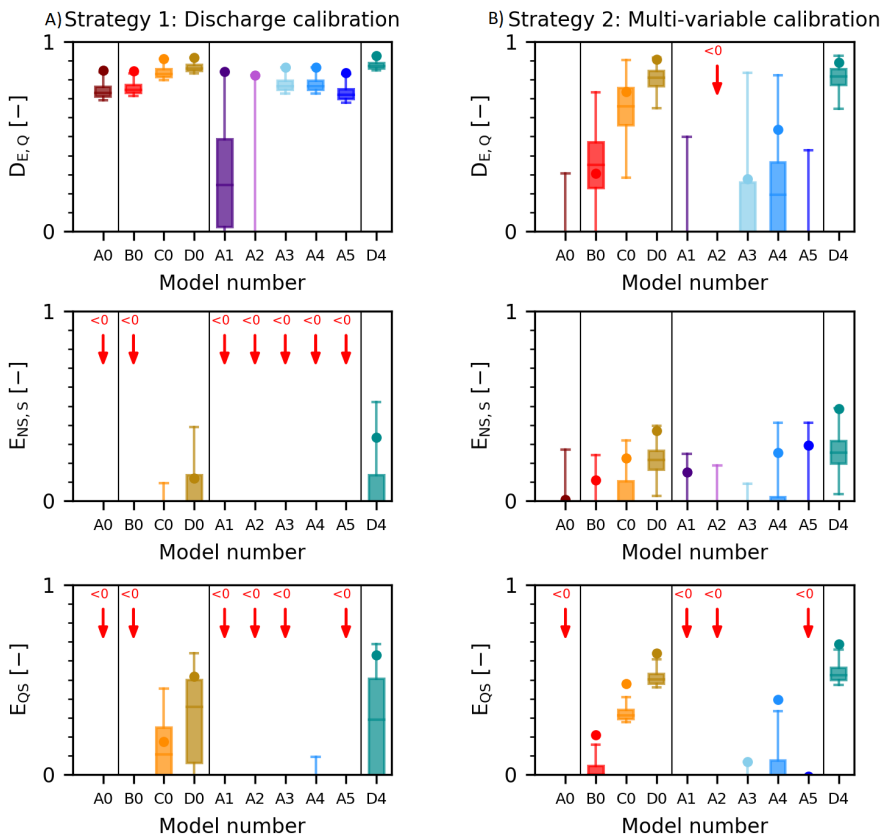 A) Strategy 1: Discharge calibration
B) Strategy 2: Multi-variable calibration
1
D_E, Q [−]
0
A0 B0 C0 D0 A1 A2 A3 A4 A5 D4
Model number
1
<0
D_E, Q [−]
0
A0 B0 C0 D0 A1 A2 A3 A4 A5 D4
Model number
1
<0 <0 <0 <0 <0 <0 <0
E_NS, S [−]
0
A0 B0 C0 D0 A1 A2 A3 A4 A5 D4
Model number
1
E_NS, S [−]
0
A0 B0 C0 D0 A1 A2 A3 A4 A5 D4
Model number
1
<0 <0 <0 <0 <0 <0
E_QS [−]
0
A0 B0 C0 D0 A1 A2 A3 A4 A5 D4
Model number
1
<0 <0 <0 <0
E_QS [−]
0
A0 B0 C0 D0 A1 A2 A3 A4 A5 D4
Model number